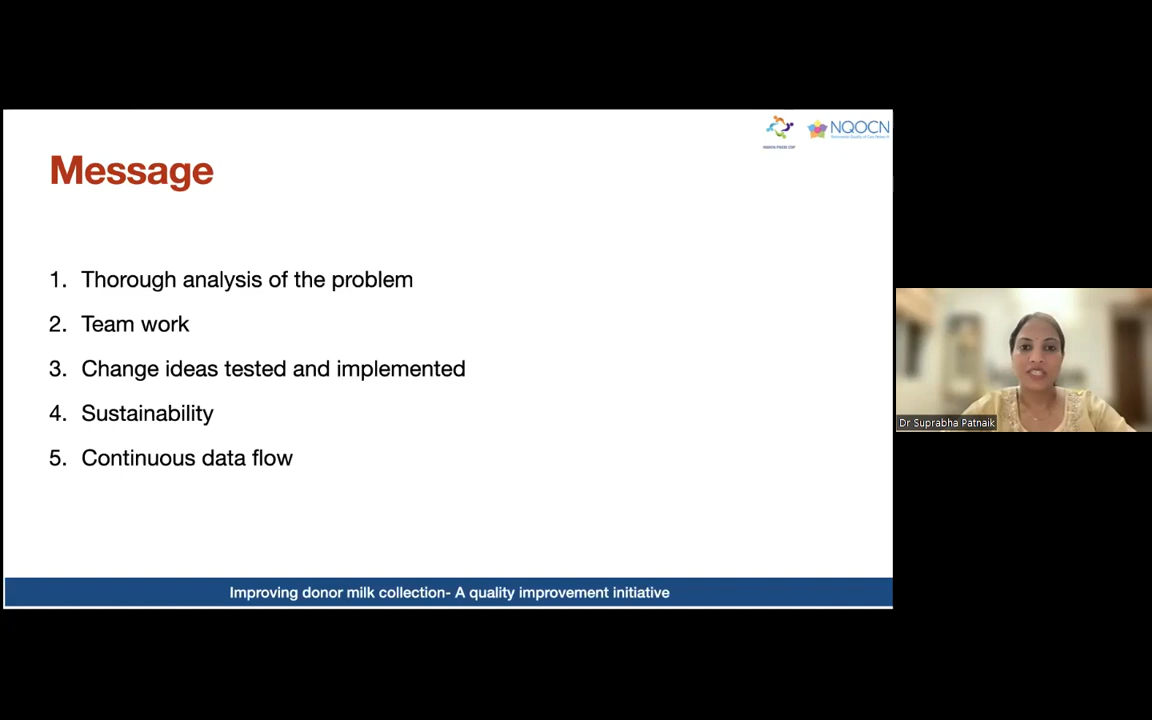 NQOCN
Message
1. Thorough analysis of the problem
2. Team work
3. Change ideas tested and implemented
4. Sustainability
5. Continuous data flow
Improving donor milk collection- A quality improvement initiative
Dr Suprabha Patnaik